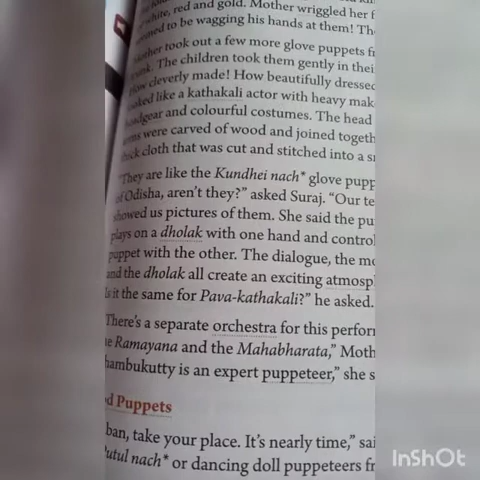 white, red and gold. Mother wriggled her f
to be wagging his hands at them! Th
Mother took out a few more glove puppets f
The children took them gently in thei
How cleverly made! How beautifully dressed
looked like a kathakali actor with heavy mak
headgear and colourful costumes. The head
were carved of wood and joined togeth
thick cloth that was cut and stitched into a s
"They are like the Kundhei nach* glove pupp
of Odisha, aren't they?" asked Suraj. "Our te
showed us pictures of them. She said the pu
plays on a dholak with one hand and control
puppet with the other. The dialogue, the m
and the dholak all create an exciting atmosp
Is it the same for Pava-kathakali?" he asked.
There's a separate orchestra for this perfor
e Ramayana and the Mahabharata," Moth
hambukutty is an expert puppeteer," she s
d Puppets
ban, take your place. It's nearly time," sai
Putul nach* or dancing doll puppeteers fr
InShOt